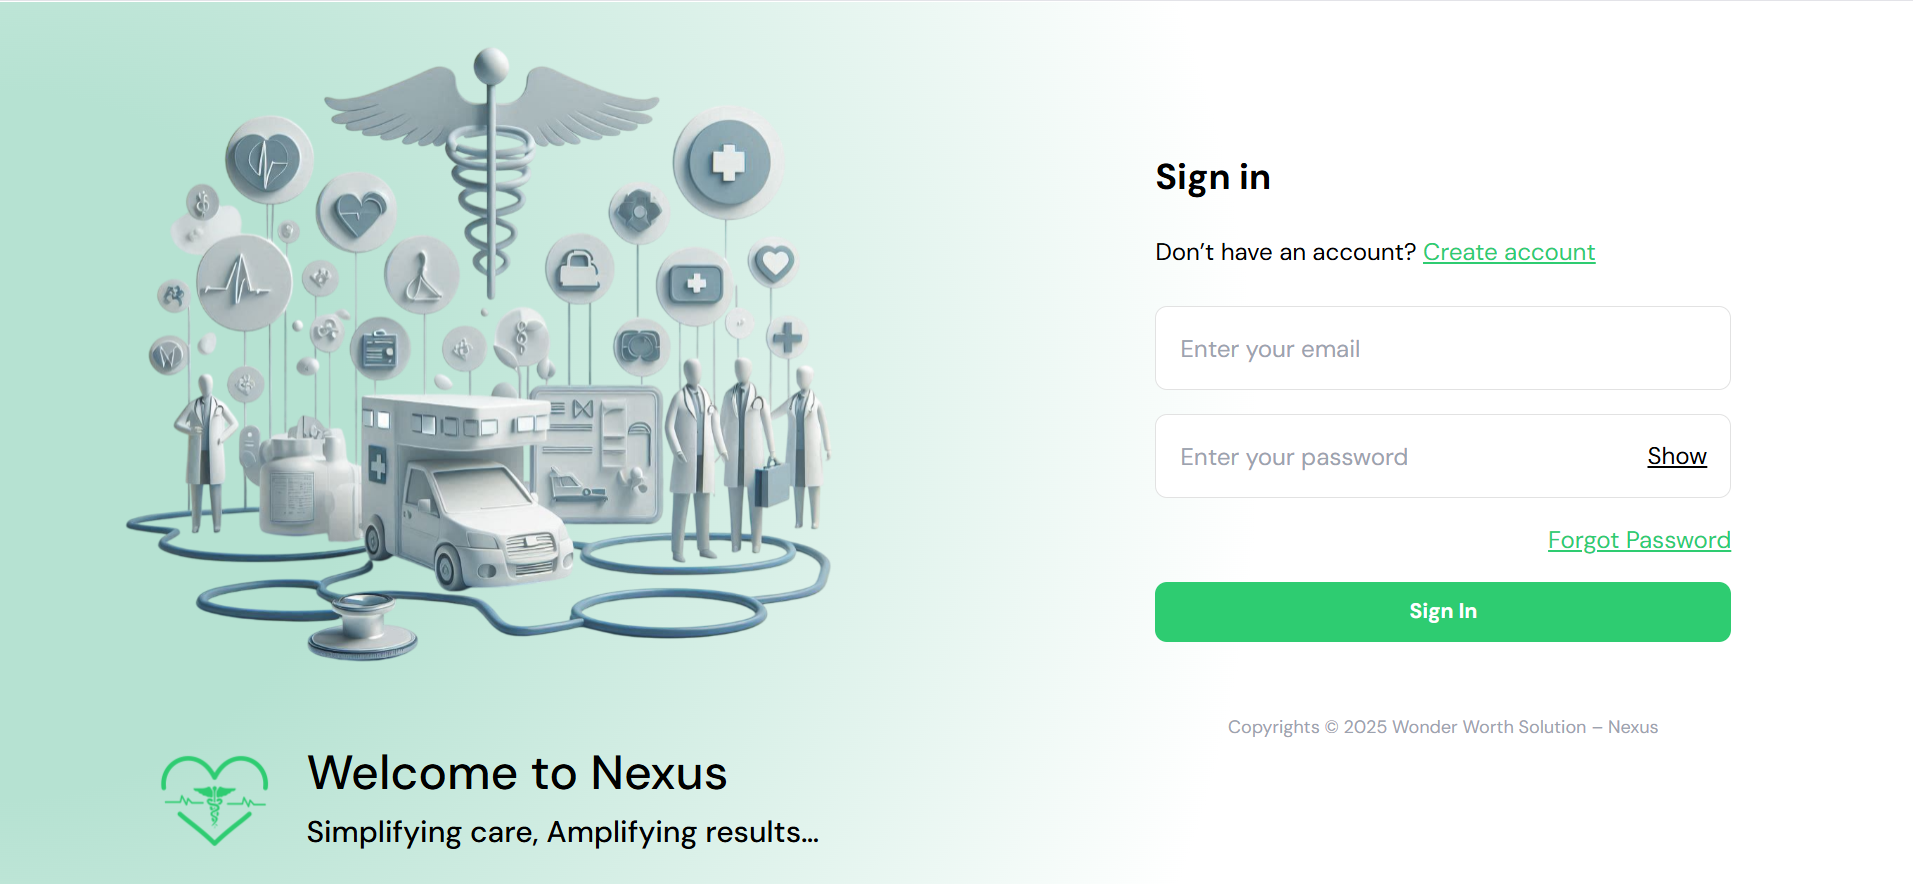 Sign in
Don’t have an account? Create account
Enter your email
Enter your password Show
Forgot Password
Sign In
Copyrights © 2025 Wonder Worth Solution – Nexus
Welcome to Nexus
Simplifying care, Amplifying results...